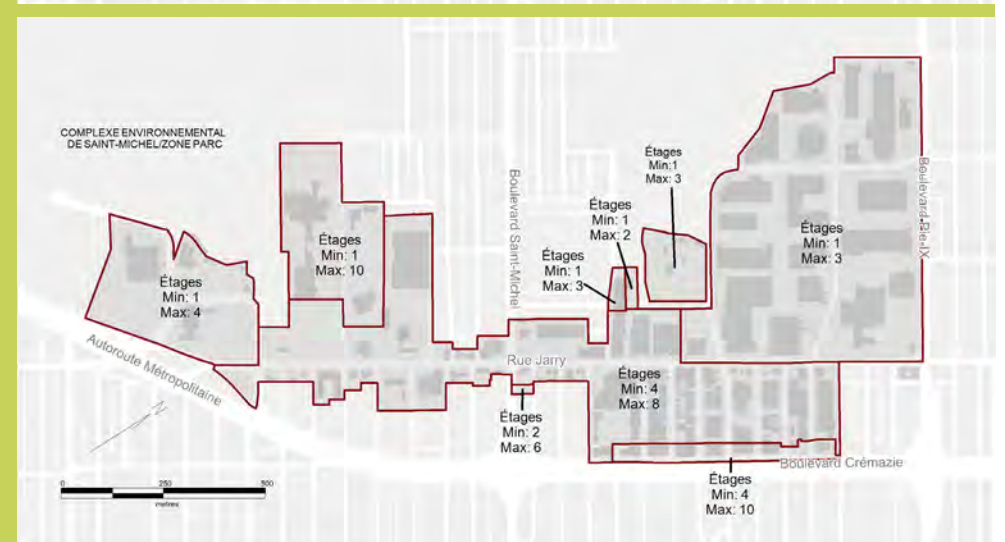 COMPLEXE ENVIRONNEMENTAL
DE SAINT-MICHEL/ZONE PARC
Étages
Min: 1
Max: 4
Étages
Min: 1
Max: 10
Boulevard Saint-Michel
Étages
Min: 1
Max: 3
Étages
Min: 1
Max: 2
Étages
Min:1
Max: 3
Étages
Min: 1
Max: 3
Boulevard Pie-IX
Autoroute Métropolitaine
Rue Jarry
Étages
Min: 2
Max: 6
Étages
Min: 4
Max: 8
Boulevard Crémazie
Étages
Min: 4
Max: 10
N
0 250 500
metres